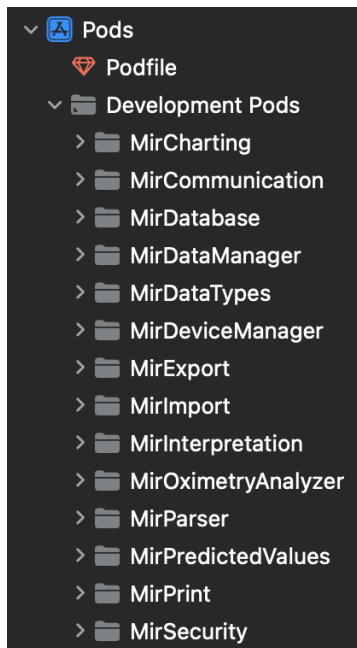 Pods
Podfile
Development Pods
MirCharting
MirCommunication
MirDatabase
MirDataManager
MirDataTypes
MirDeviceManager
MirExport
MirImport
MirInterpretation
MirOximetryAnalyzer
MirParser
MirPredictedValues
MirPrint
MirSecurity